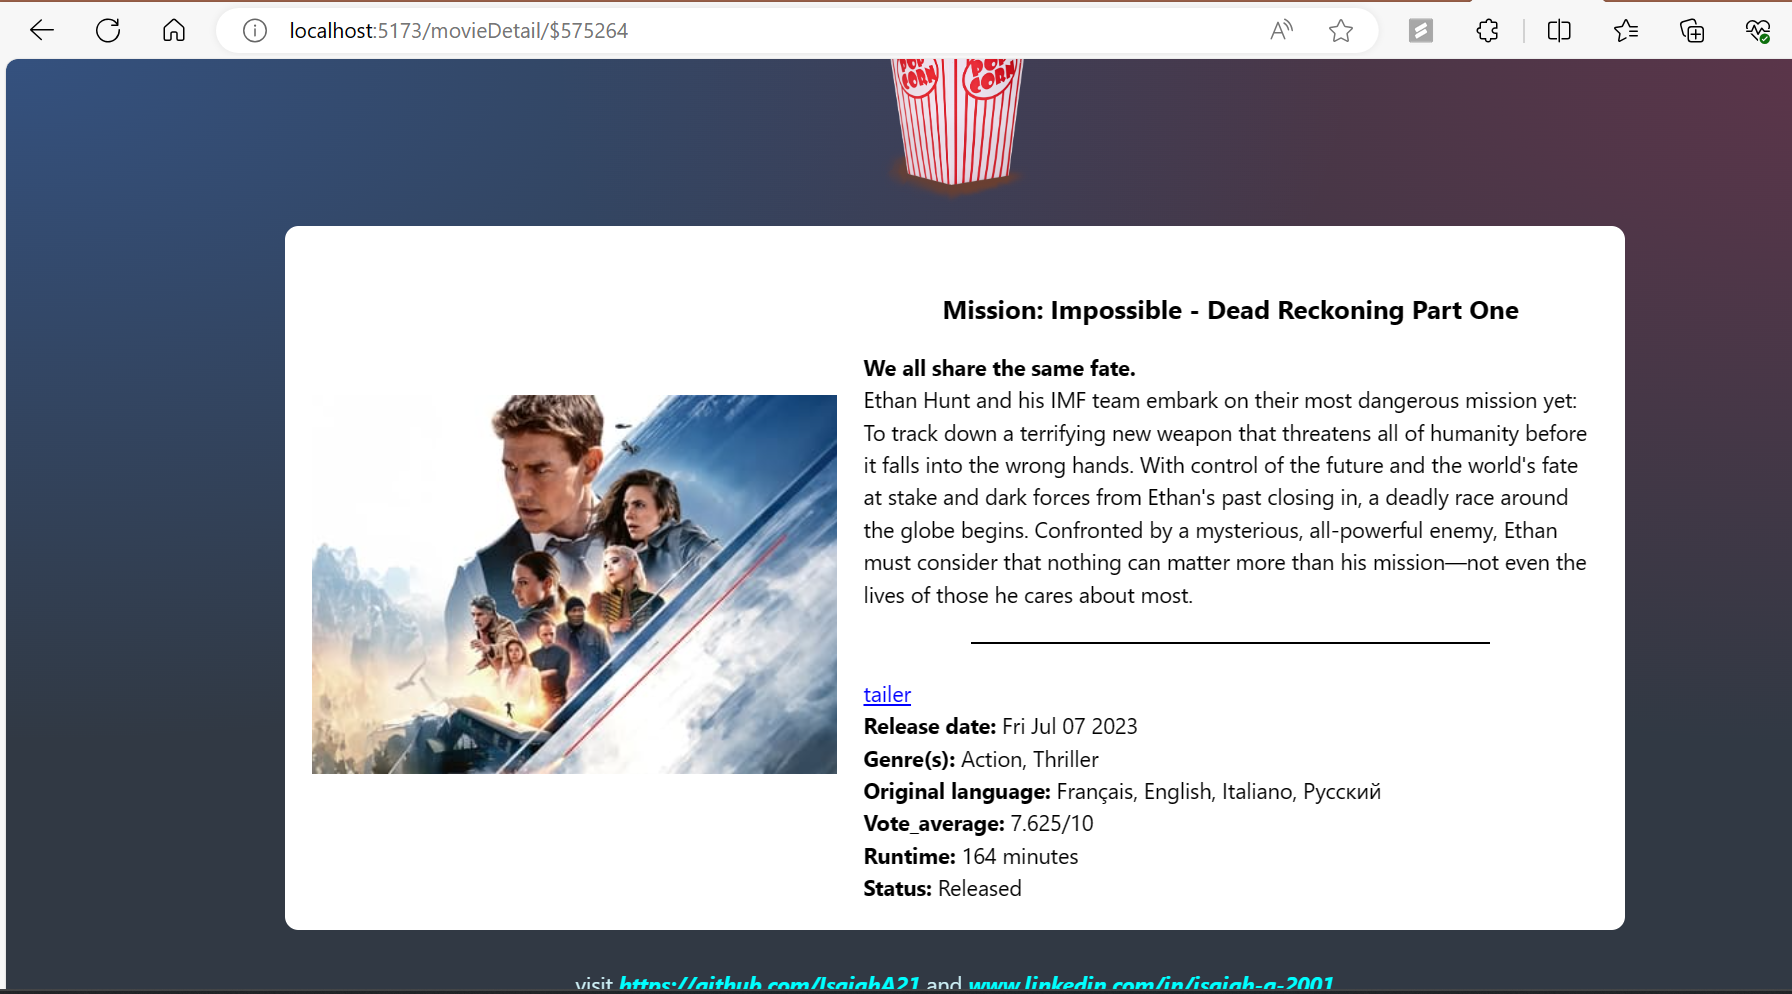 localhost:5173/movieDetail/$575264
POP CORN
POP CORN
Mission: Impossible - Dead Reckoning Part One
We all share the same fate.
Ethan Hunt and his IMF team embark on their most dangerous mission yet:
To track down a terrifying new weapon that threatens all of humanity before
it falls into the wrong hands. With control of the future and the world's fate
at stake and dark forces from Ethan's past closing in, a deadly race around
the globe begins. Confronted by a mysterious, all-powerful enemy, Ethan
must consider that nothing can matter more than his mission—not even the
lives of those he cares about most.
tailer
Release date: Fri Jul 07 2023
Genre(s): Action, Thriller
Original language: Français, English, Italiano, Русский
Vote_average: 7.625/10
Runtime: 164 minutes
Status: Released
visit https://github.com/IsaiahA21 and www.linkedin.com/in/isaiah-a-2001